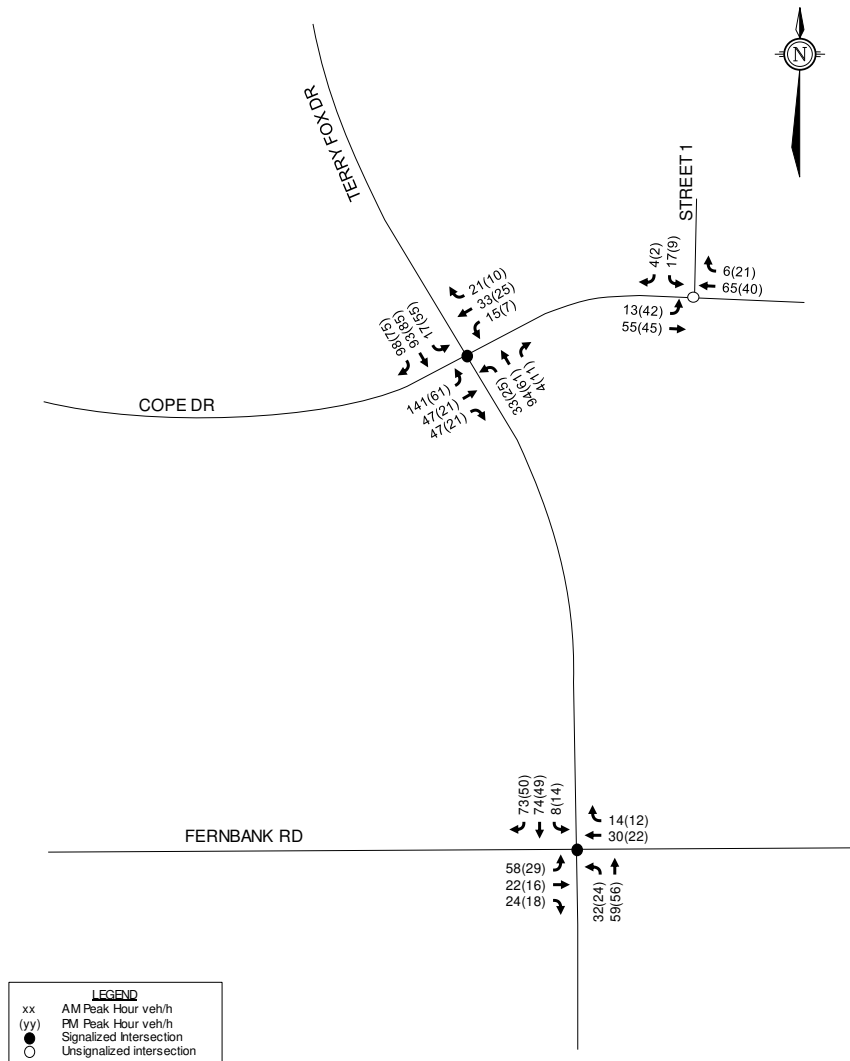 N
TERRY FOX DR
STREET 1
4(2)
17(9)
6(21)
65(40)
13(42)
55(45)
21(10)
33(25)
15(7)
98(75)
93(85)
17(55)
141(61)
47(21)
47(21)
33(25)
94(61)
4(11)
COPE DR
73(50)
74(49)
8(14)
14(12)
30(22)
FERNBANK RD
58(29)
22(16)
24(18)
32(24)
59(56)
LEGEND
xx AM Peak Hour veh/h
(yy) PM Peak Hour veh/h
Signalized Intersection
Unsignalized intersection